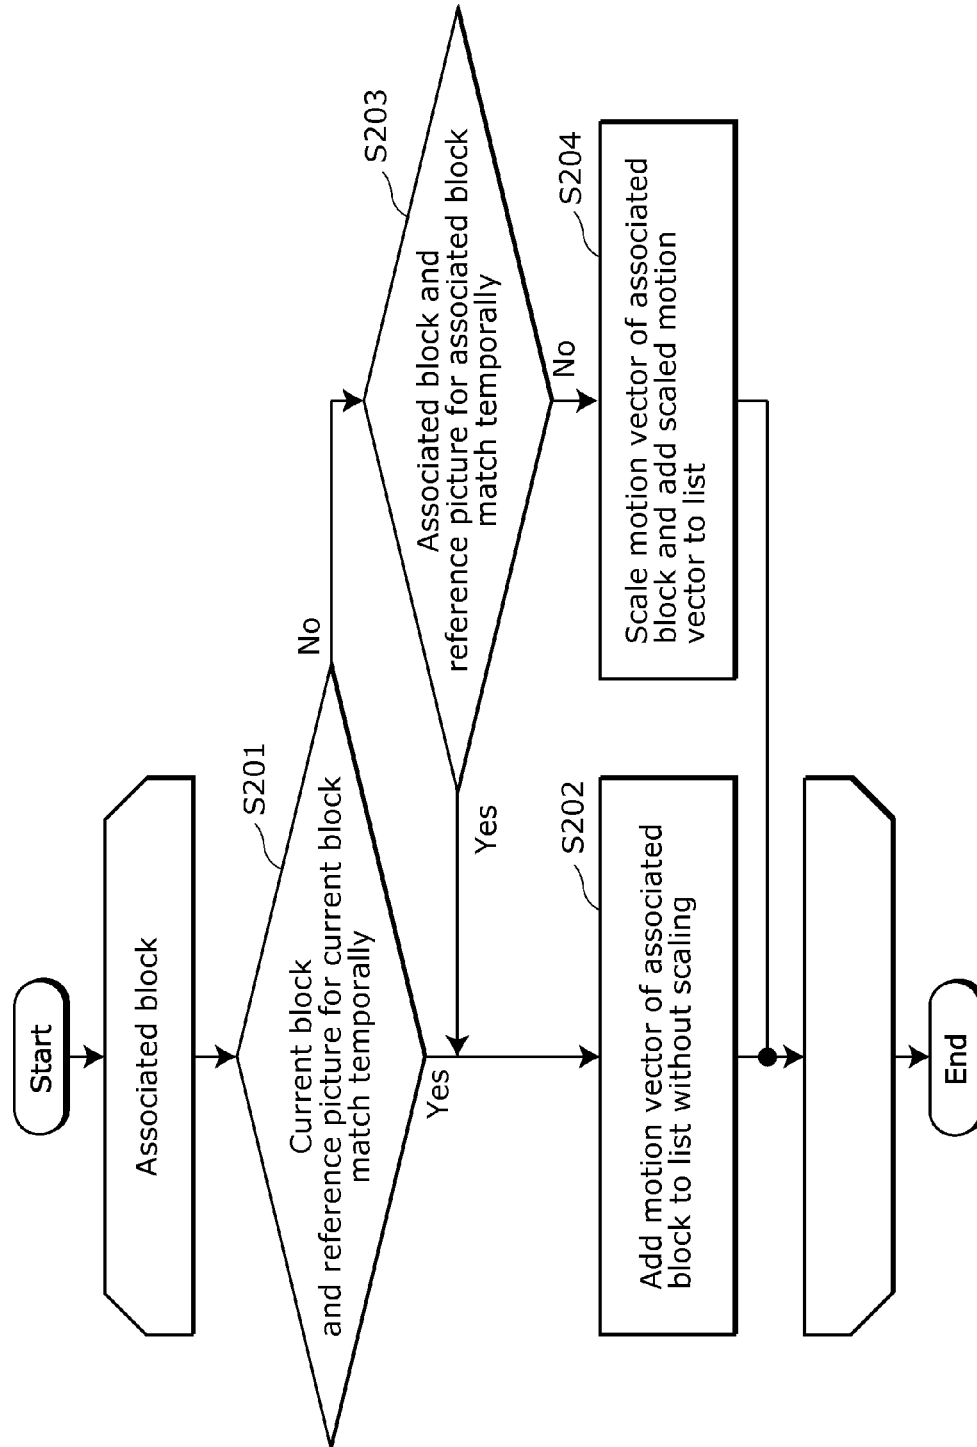 Start
Associated block
S201
Current block
and reference picture for current block
match temporally
No
Yes
S203
Associated block and
reference picture for associated block
match temporally
Yes
No
S202
Add motion vector of associated
block to list without scaling
S204
Scale motion vector of associated
block and add scaled motion
vector to list
End